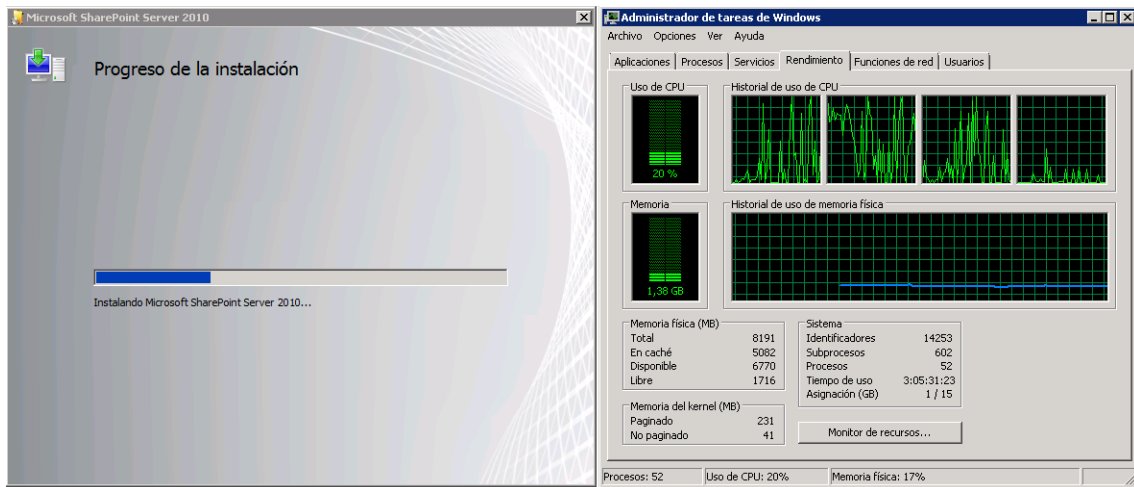 Microsoft SharePoint Server 2010
Progreso de la instalación
Instalando Microsoft SharePoint Server 2010...
Administrador de tareas de Windows
Archivo Opciones Ver Ayuda
Aplicaciones Procesos Servicios Rendimiento Funciones de red Usuarios
Uso de CPU
20 %
Historial de uso de CPU
Memoria
1,38 GB
Historial de uso de memoria física
Memoria física (MB)
Total 8191
En caché 5082
Disponible 6770
Libre 1716
Memoria del kernel (MB)
Paginado 231
No paginado 41
Sistema
Identificadores 14253
Subprocesos 602
Procesos 52
Tiempo de uso 3:05:31:23
Asignación (GB) 1 / 15
Monitor de recursos...
Procesos: 52 Uso de CPU: 20% Memoria física: 17%